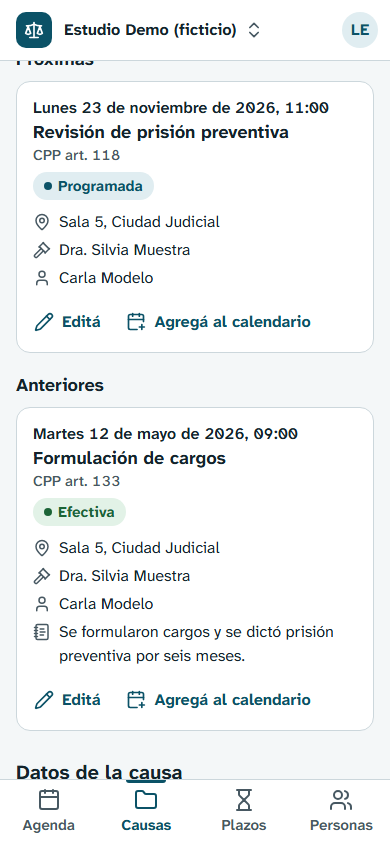 Estudio Demo (ficticio)
LE
Próximas
Lunes 23 de noviembre de 2026, 11:00
Revisión de prisión preventiva
CPP art. 118
Programada
Sala 5, Ciudad Judicial
Dra. Silvia Muestra
Carla Modelo
Editá
Agregá al calendario
Anteriores
Martes 12 de mayo de 2026, 09:00
Formulación de cargos
CPP art. 133
Efectiva
Sala 5, Ciudad Judicial
Dra. Silvia Muestra
Carla Modelo
Se formularon cargos y se dictó prisión
preventiva por seis meses.
Editá
Agregá al calendario
Datos de la causa
Agenda
Causas
Plazos
Personas